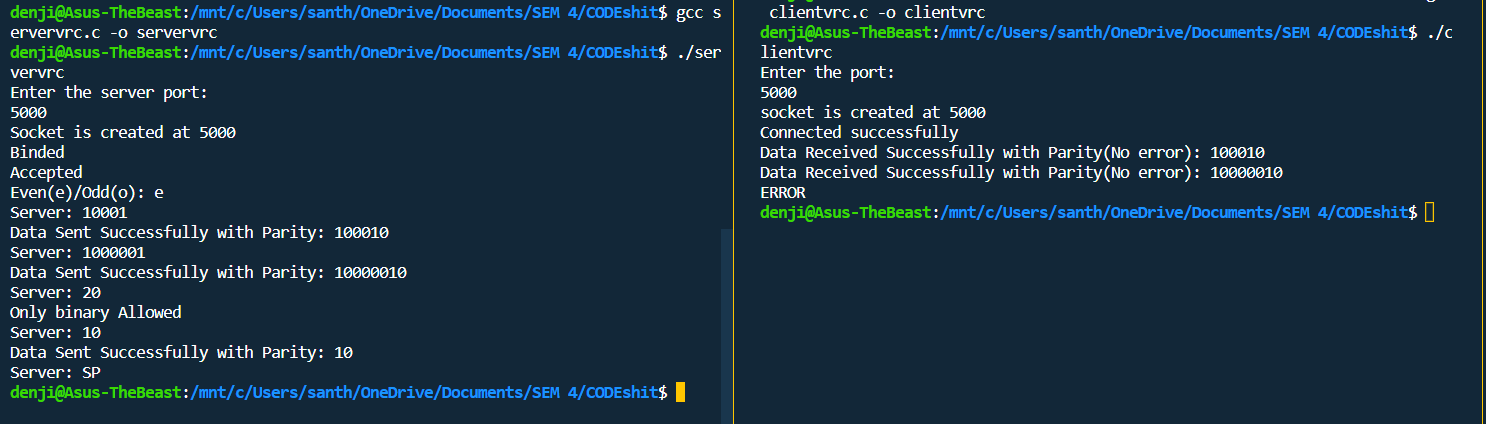 denji@Asus-TheBeast:/mnt/c/Users/santh/OneDrive/Documents/SEM 4/CODEshit$ gcc s
ervervrc.c -o servervrc
denji@Asus-TheBeast:/mnt/c/Users/santh/OneDrive/Documents/SEM 4/CODEshit$ ./ser
vervrc
Enter the server port:
5000
Socket is created at 5000
Binded
Accepted
Even(e)/Odd(o): e
Server: 10001
Data Sent Successfully with Parity: 100010
Server: 1000001
Data Sent Successfully with Parity: 10000010
Server: 20
Only binary Allowed
Server: 10
Data Sent Successfully with Parity: 10
Server: SP
denji@Asus-TheBeast:/mnt/c/Users/santh/OneDrive/Documents/SEM 4/CODEshit$
clientvrc.c -o clientvrc
denji@Asus-TheBeast:/mnt/c/Users/santh/OneDrive/Documents/SEM 4/CODEshit$ ./c
lientvrc
Enter the port:
5000
socket is created at 5000
Connected successfully
Data Received Successfully with Parity(No error): 100010
Data Received Successfully with Parity(No error): 10000010
ERROR
denji@Asus-TheBeast:/mnt/c/Users/santh/OneDrive/Documents/SEM 4/CODEshit$